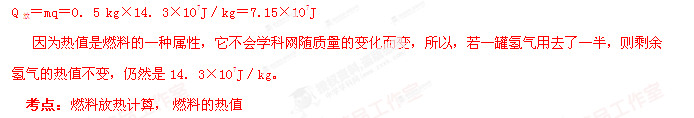 Q放=mq=0. 5 kg×14. 3×10⁷J／kg=7.15×10⁷J
因为热值是燃料的一种属性，它不会学科网随质量的变化而变，所以，若一罐氢气用去了一半，则剩余
氢气的热值不变，仍然是 14. 3×10⁷J／kg。
考点：燃料放热计算， 燃料的热值